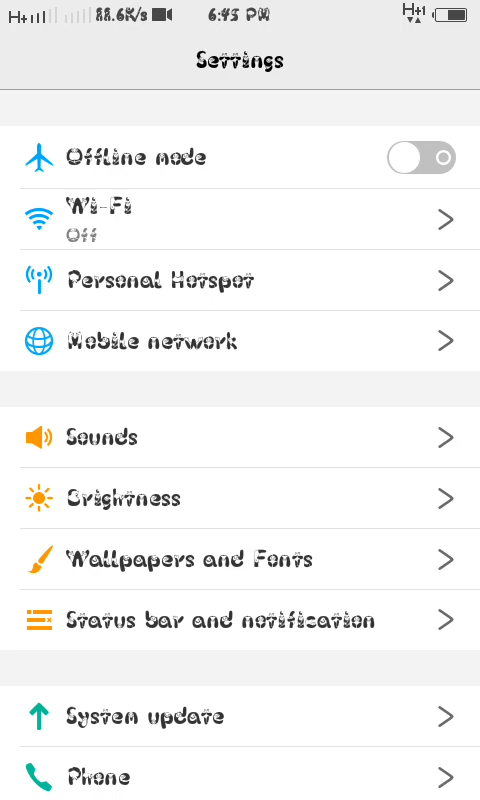 H+ 88.6K/s 6:45 PM H+1
Settings
Offline mode
Wi-Fi
Off
Personal Hotspot
Mobile network
Sounds
Brightness
Wallpapers and Fonts
Status bar and notification
System update
Phone